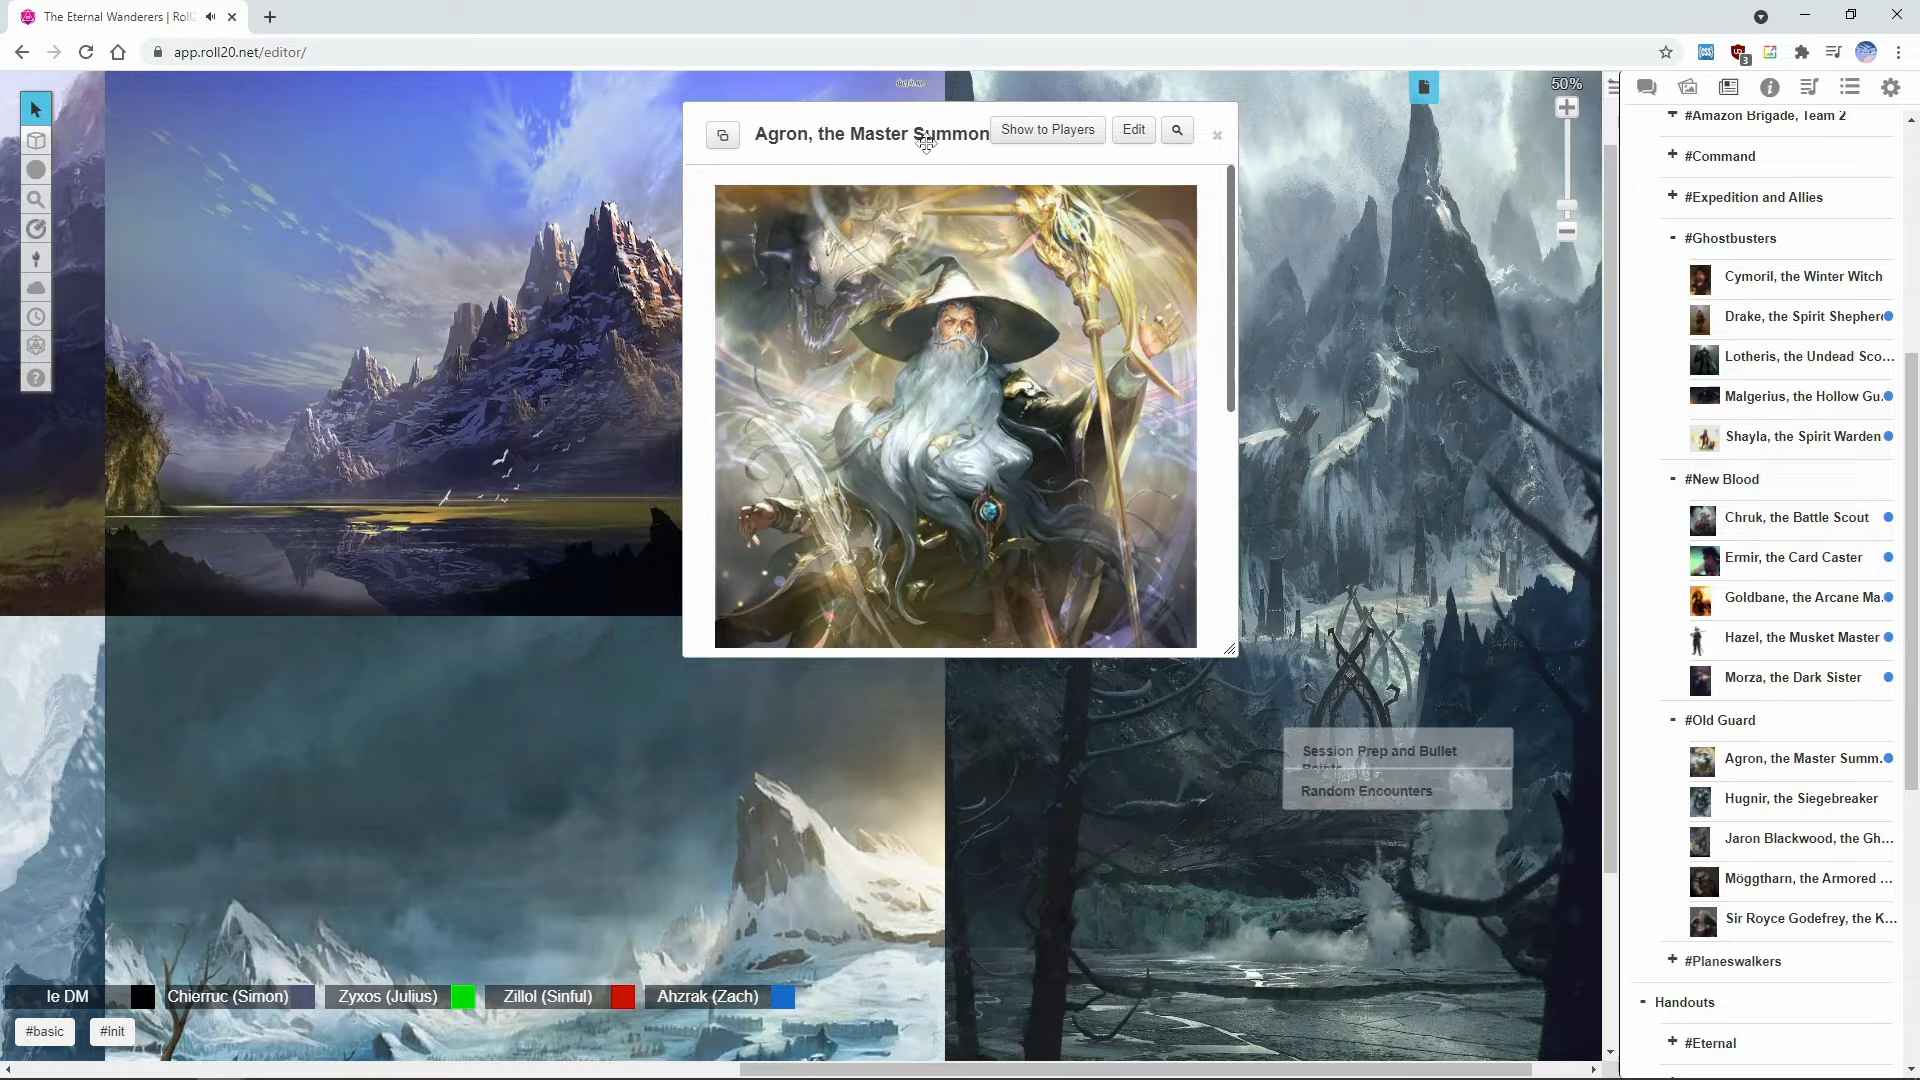 The Eternal Wanderers | Roll
app.roll20.net/editor/
3
50%
Agron, the Master Summon
Show to Players
Edit
#Amazon Brigade, Team 2
#Command
#Expedition and Allies
#Ghostbusters
Cymoril, the Winter Witch
Drake, the Spirit Shepher
Lotheris, the Undead Sco...
Malgerius, the Hollow Gu.
Shayla, the Spirit Warden
#New Blood
Chruk, the Battle Scout
Ermir, the Card Caster
Goldbane, the Arcane Ma.
Hazel, the Musket Master
Morza, the Dark Sister
#Old Guard
Agron, the Master Summ.
Hugnir, the Siegebreaker
Jaron Blackwood, the Gh...
Möggtharn, the Armored ...
Sir Royce Godefrey, the K...
#Planeswalkers
Handouts
#Eternal
Session Prep and Bullet
Points
Random Encounters
le DM
Chierruc (Simon)
Zyxos (Julius)
Zillol (Sinful)
Ahzrak (Zach)
#basic
#init